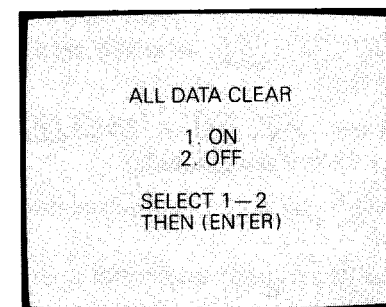 ALL DATA CLEAR
1. ON
2. OFF
SELECT 1—2
THEN (ENTER)